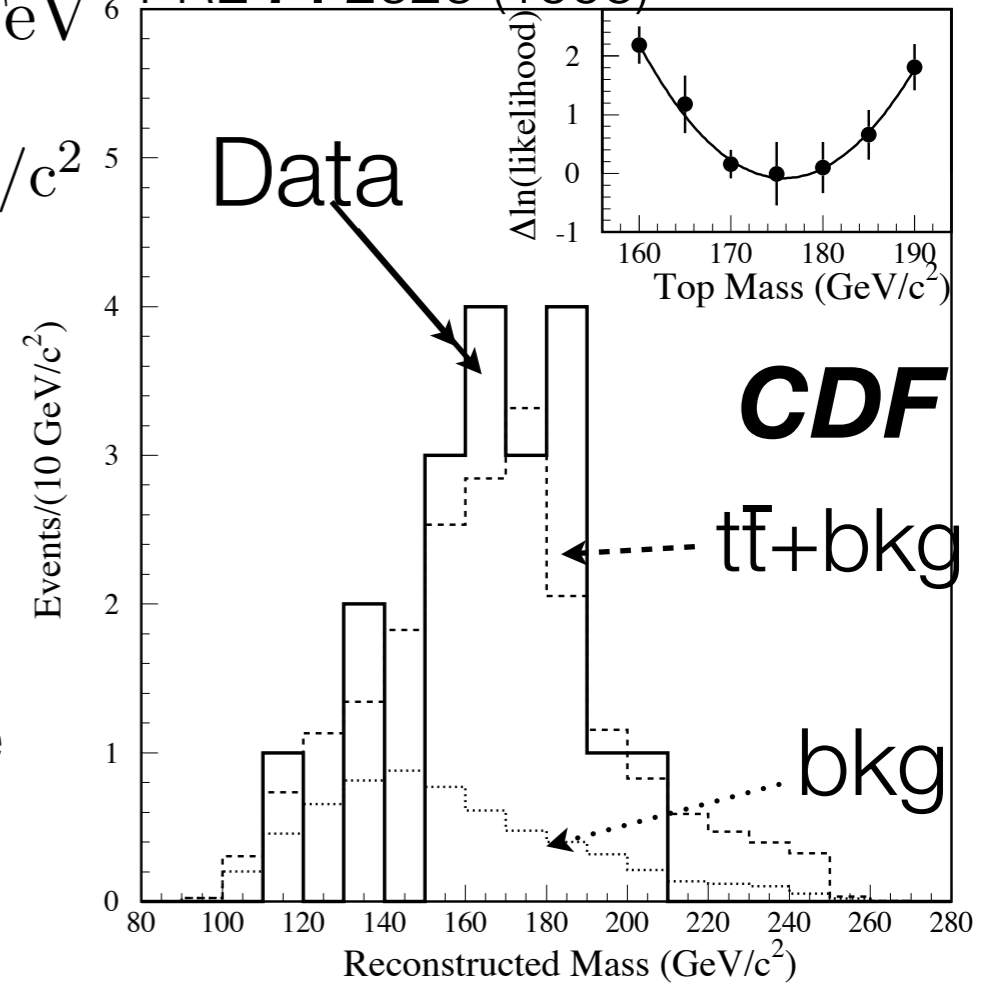 eV
/c²
6
5
4
3
2
1
0
Events/(10 GeV/c²)
80 100 120 140 160 180 200 220 240 260 280
Reconstructed Mass (GeV/c²)
Data
Δln(likelihood)
2
1
0
-1
160 170 180 190
Top Mass (GeV/c²)
CDF
tt̅+bkg
bkg